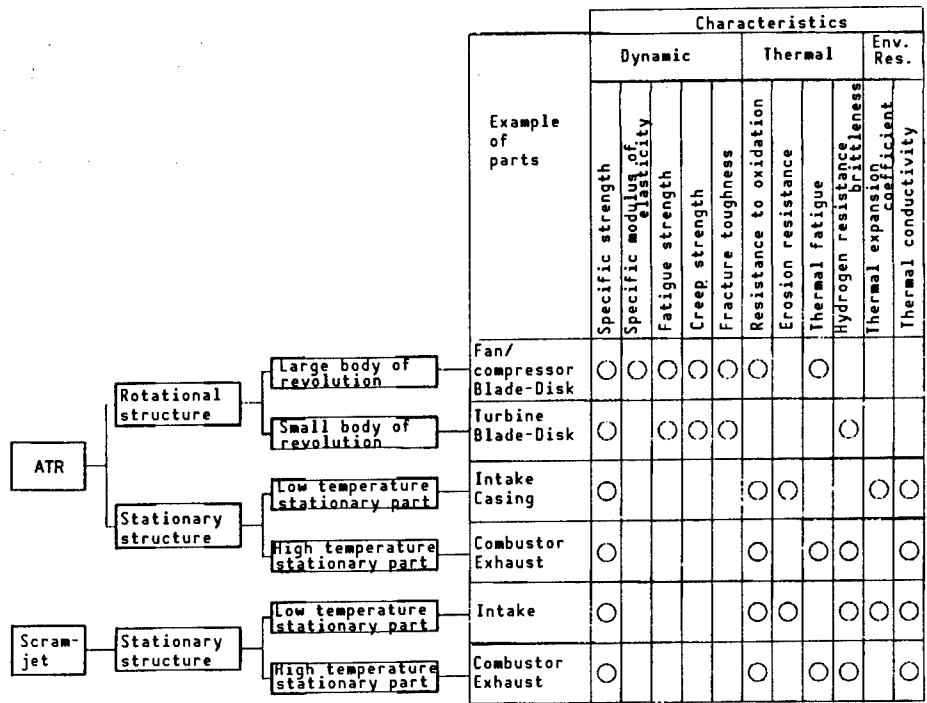 Characteristics
Dynamic
Thermal
Env.
Res.
Example
of
parts
Specific strength
Specific modulus of
elasticity
Fatigue strength
Creep strength
Fracture toughness
Resistance to oxidation
Erosion resistance
Thermal fatigue
Hydrogen resistance
brittleness
Thermal expansion
coefficient
Thermal conductivity
ATR
Rotational
structure
Large body of
revolution
Fan/
compressor
Blade-Disk
Small body of
revolution
Turbine
Blade-Disk
Stationary
structure
Low temperature
stationary part
Intake
Casing
High temperature
stationary part
Combustor
Exhaust
Scram-
jet
Stationary
structure
Low temperature
stationary part
Intake
High temperature
stationary part
Combustor
Exhaust